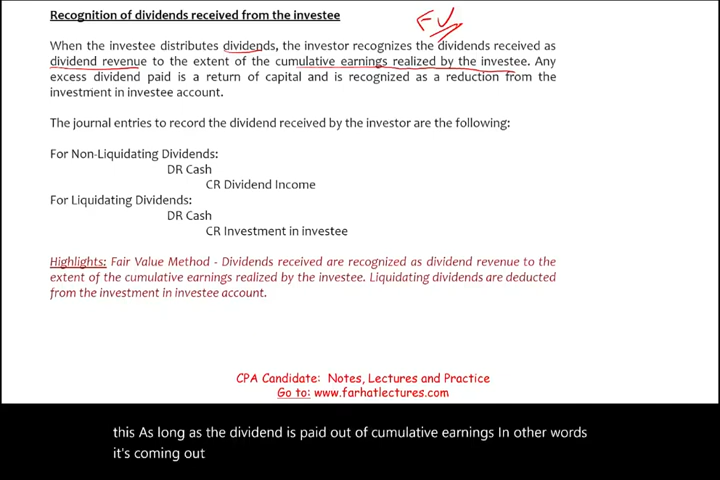 Recognition of dividends received from the investee
FV
When the investee distributes dividends, the investor recognizes the dividends received as
dividend revenue to the extent of the cumulative earnings realized by the investee. Any
excess dividend paid is a return of capital and is recognized as a reduction from the
investment in investee account.
The journal entries to record the dividend received by the investor are the following:
For Non-Liquidating Dividends:
DR Cash
CR Dividend Income
For Liquidating Dividends:
DR Cash
CR Investment in investee
Highlights: Fair Value Method - Dividends received are recognized as dividend revenue to the
extent of the cumulative earnings realized by the investee. Liquidating dividends are deducted
from the investment in investee account.
CPA Candidate: Notes, Lectures and Practice
Go to: www.farhatlectures.com
this As long as the dividend is paid out of cumulative earnings In other words
it's coming out